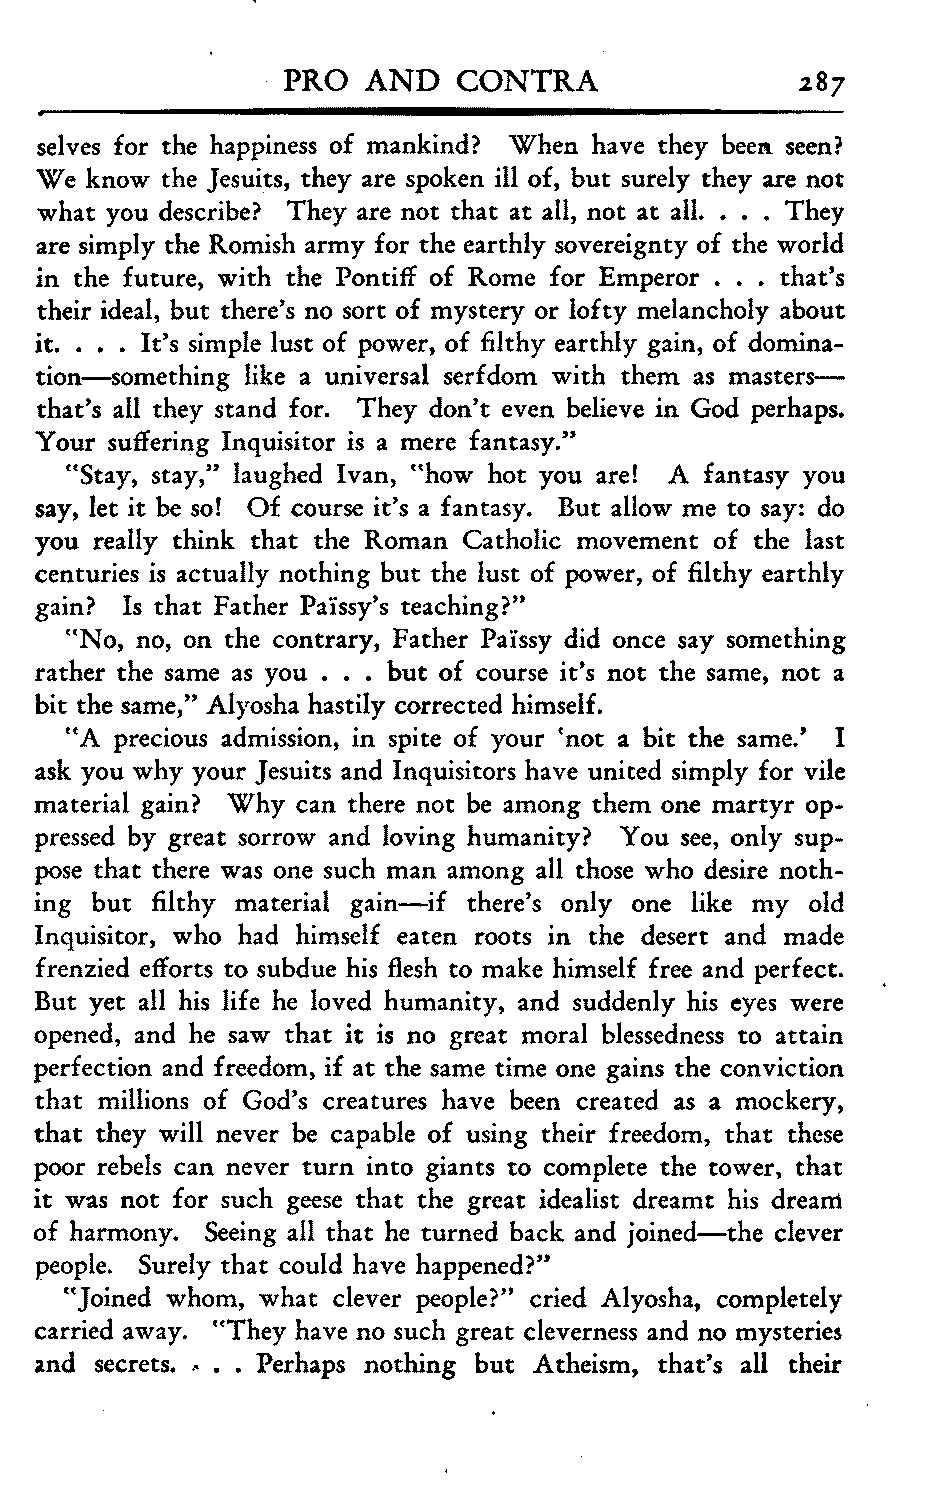 PRO AND CONTRA 287
selves for the happiness of mankind? When have they been seen?
We know the Jesuits, they are spoken ill of, but surely they are not
what you describe? They are not that at all, not at all. . . . They
are simply the Romish army for the earthly sovereignty of the world
in the future, with the Pontiff of Rome for Emperor . . . that's
their ideal, but there's no sort of mystery or lofty melancholy about
it. . . . It's simple lust of power, of filthy earthly gain, of domina-
tion—something like a universal serfdom with them as masters—
that's all they stand for. They don't even believe in God perhaps.
Your suffering Inquisitor is a mere fantasy."
"Stay, stay," laughed Ivan, "how hot you are! A fantasy you
say, let it be so! Of course it's a fantasy. But allow me to say: do
you really think that the Roman Catholic movement of the last
centuries is actually nothing but the lust of power, of filthy earthly
gain? Is that Father Païssy's teaching?"
"No, no, on the contrary, Father Païssy did once say something
rather the same as you . . . but of course it's not the same, not a
bit the same," Alyosha hastily corrected himself.
"A precious admission, in spite of your 'not a bit the same.' I
ask you why your Jesuits and Inquisitors have united simply for vile
material gain? Why can there not be among them one martyr op-
pressed by great sorrow and loving humanity? You see, only sup-
pose that there was one such man among all those who desire noth-
ing but filthy material gain—if there's only one like my old
Inquisitor, who had himself eaten roots in the desert and made
frenzied efforts to subdue his flesh to make himself free and perfect.
But yet all his life he loved humanity, and suddenly his eyes were
opened, and he saw that it is no great moral blessedness to attain
perfection and freedom, if at the same time one gains the conviction
that millions of God's creatures have been created as a mockery,
that they will never be capable of using their freedom, that these
poor rebels can never turn into giants to complete the tower, that
it was not for such geese that the great idealist dreamt his dream
of harmony. Seeing all that he turned back and joined—the clever
people. Surely that could have happened?"
"Joined whom, what clever people?" cried Alyosha, completely
carried away. "They have no such great cleverness and no mysteries
and secrets. . . . Perhaps nothing but Atheism, that's all their